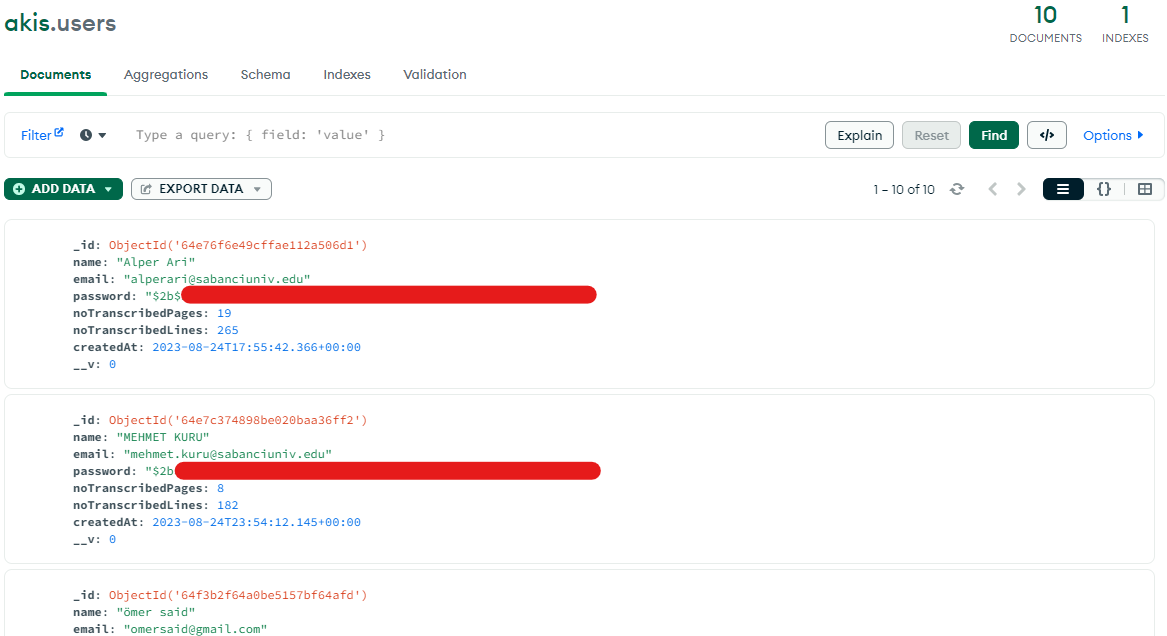 akis.users
10
DOCUMENTS
1
INDEXES
Documents
Aggregations
Schema
Indexes
Validation
Filter
Type a query: { field: 'value' }
Explain
Reset
Find
</>
Options
ADD DATA
EXPORT DATA
1 – 10 of 10
{}
_id: ObjectId('64e76f6e49cffae112a506d1')
name: "Alper Ari"
email: "alperari@sabanciuniv.edu"
password: "$2b$
noTranscribedPages: 19
noTranscribedLines: 265
createdAt: 2023-08-24T17:55:42.366+00:00
__v: 0
_id: ObjectId('64e7c374898be020baa36ff2')
name: "MEHMET KURU"
email: "mehmet.kuru@sabanciuniv.edu"
password: "$2b
noTranscribedPages: 8
noTranscribedLines: 182
createdAt: 2023-08-24T23:54:12.145+00:00
__v: 0
_id: ObjectId('64f3b2f64a0be5157bf64afd')
name: "ömer said"
email: "omersaid@gmail.com"